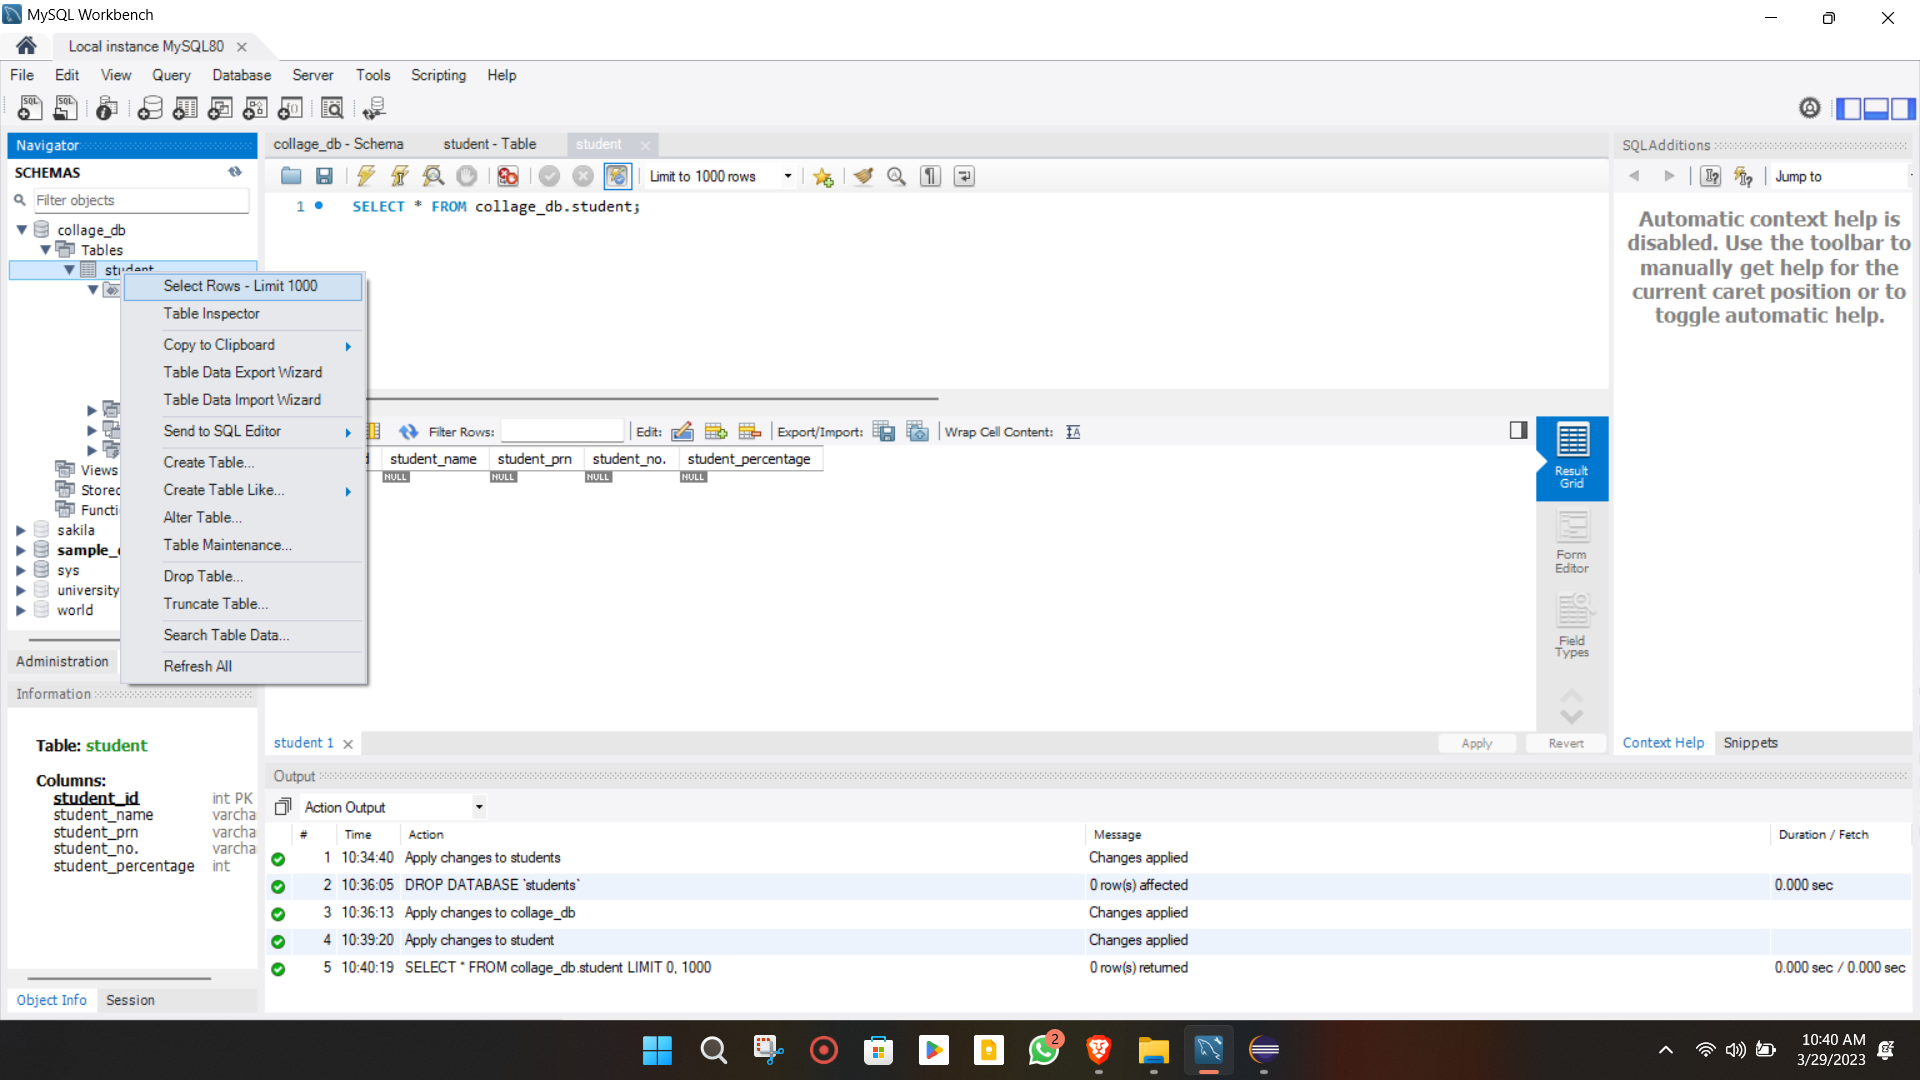 MySQL Workbench
Local instance MySQL80
File Edit View Query Database Server Tools Scripting Help
Navigator
SCHEMAS
Filter objects
collage_db
Tables
student
Views
sakila
sys
university
world
Administration
Select Rows - Limit 1000
Table Inspector
Copy to Clipboard
Table Data Export Wizard
Table Data Import Wizard
Send to SQL Editor
Create Table...
Create Table Like...
Alter Table...
Table Maintenance...
Drop Table...
Truncate Table...
Search Table Data...
Refresh All
Information
Table: student
Columns:
student_id int PK
student_name varcha
student_prn varcha
student_no. varcha
student_percentage int
Object Info Session
collage_db - Schema student - Table student
Limit to 1000 rows
1 SELECT * FROM collage_db.student;
Filter Rows: Edit: Export/Import: Wrap Cell Content:
student_name student_prn student_no. student_percentage
NULL NULL NULL NULL
Result Grid
Form Editor
Field Types
student 1
Apply Revert
Output
Action Output
# Time Action Message Duration / Fetch
1 10:34:40 Apply changes to students Changes applied
2 10:36:05 DROP DATABASE `students` 0 row(s) affected 0.000 sec
3 10:36:13 Apply changes to collage_db Changes applied
4 10:39:20 Apply changes to student Changes applied
5 10:40:19 SELECT * FROM collage_db.student LIMIT 0, 1000 0 row(s) returned 0.000 sec / 0.000 sec
SQLAdditions
Jump to
Automatic context help is
disabled. Use the toolbar to
manually get help for the
current caret position or to
toggle automatic help.
Context Help Snippets
2
10:40 AM
3/29/2023